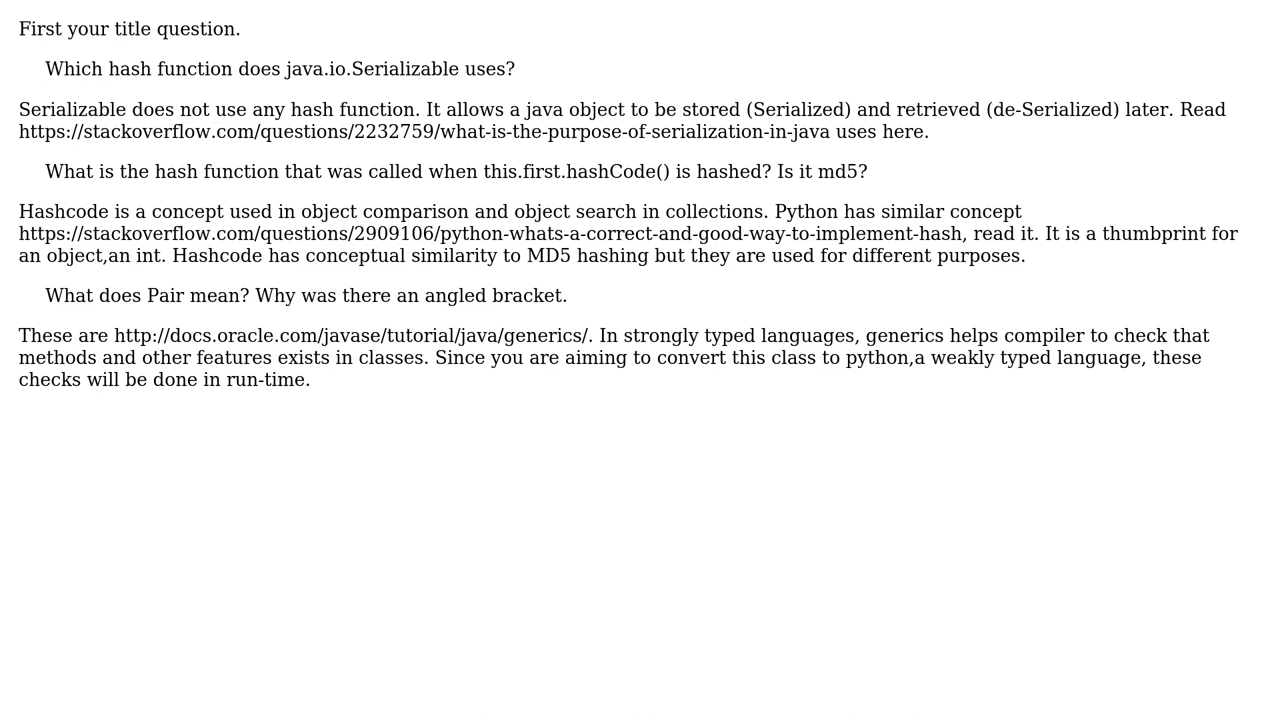 First your title question.
Which hash function does java.io.Serializable uses?
Serializable does not use any hash function. It allows a java object to be stored (Serialized) and retrieved (de-Serialized) later. Read
https://stackoverflow.com/questions/2232759/what-is-the-purpose-of-serialization-in-java uses here.
What is the hash function that was called when this.first.hashCode() is hashed? Is it md5?
Hashcode is a concept used in object comparison and object search in collections. Python has similar concept
https://stackoverflow.com/questions/2909106/python-whats-a-correct-and-good-way-to-implement-hash, read it. It is a thumbprint for
an object,an int. Hashcode has conceptual similarity to MD5 hashing but they are used for different purposes.
What does Pair mean? Why was there an angled bracket.
These are http://docs.oracle.com/javase/tutorial/java/generics/. In strongly typed languages, generics helps compiler to check that
methods and other features exists in classes. Since you are aiming to convert this class to python,a weakly typed language, these
checks will be done in run-time.